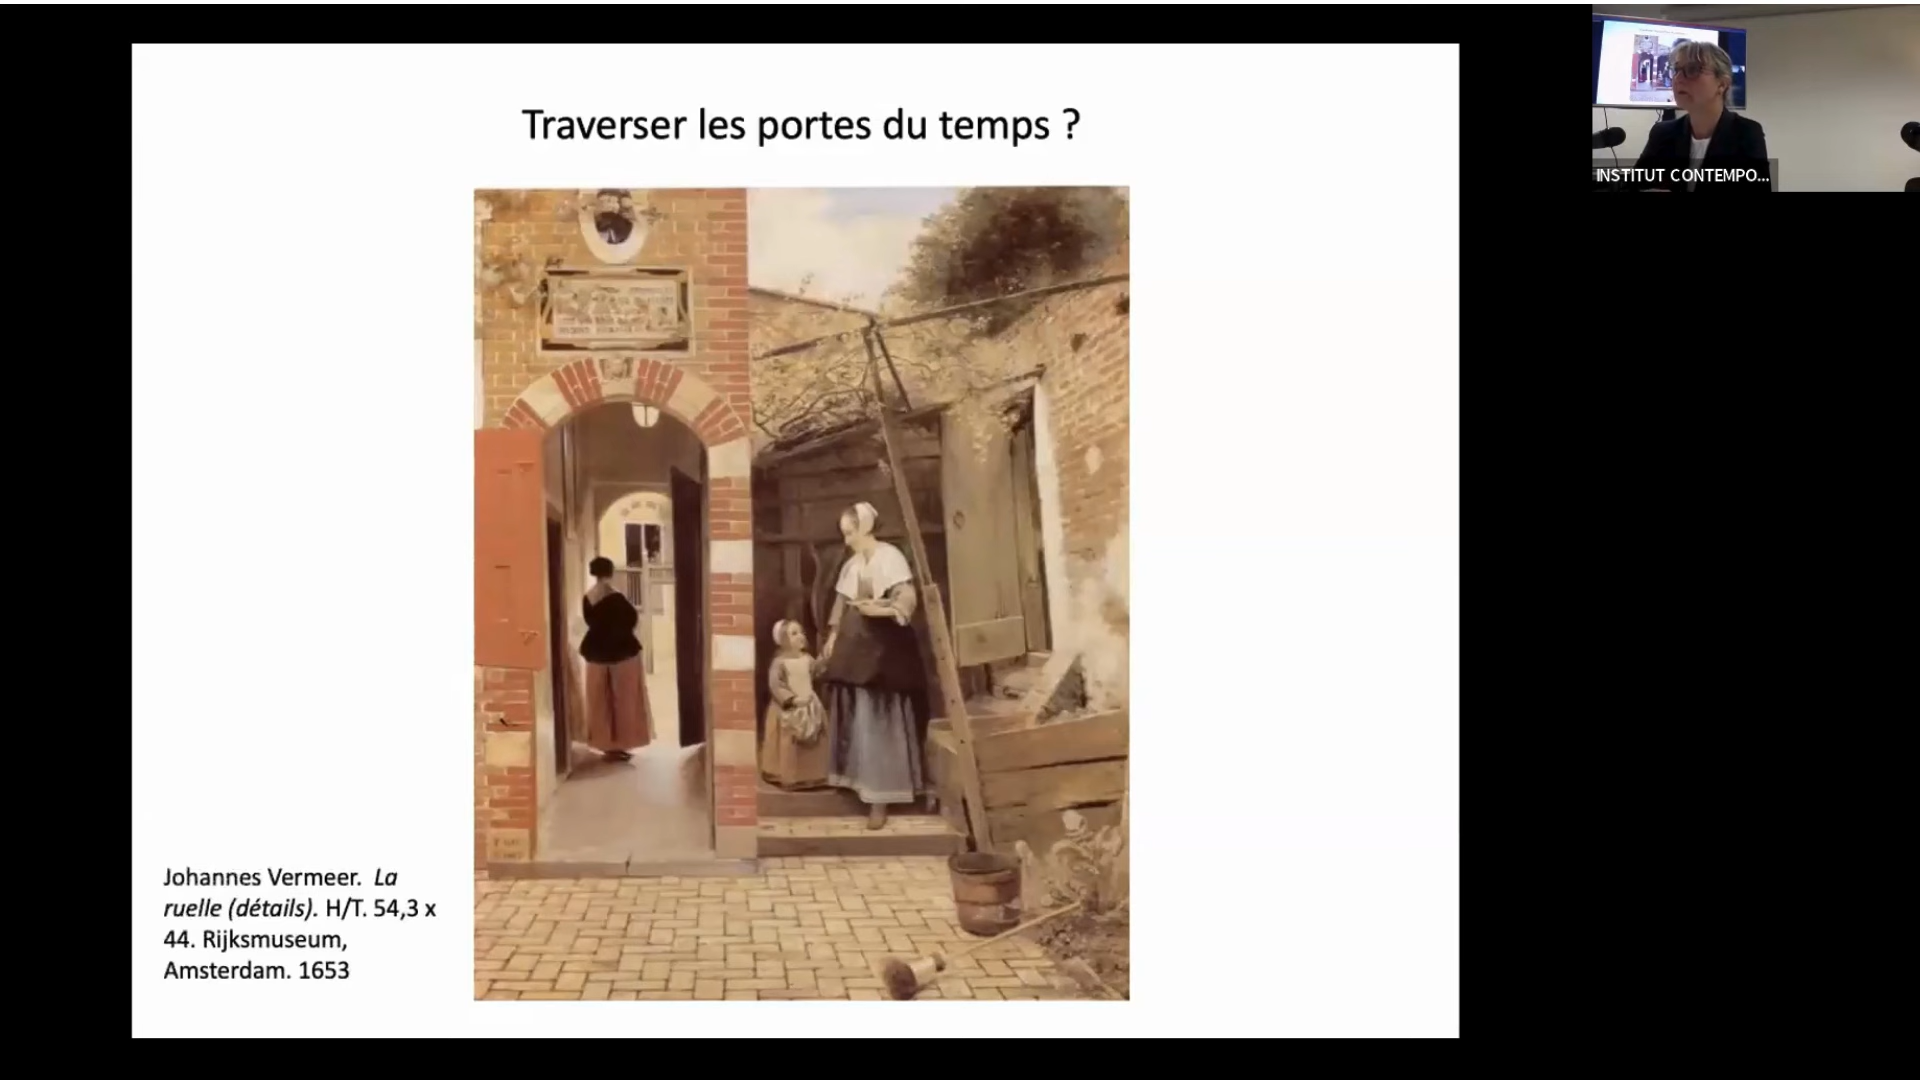 Traverser les portes du temps ?
INSTITUT CONTEMPO...
Johannes Vermeer. La
ruelle (détails). H/T. 54,3 x
44. Rijksmuseum,
Amsterdam. 1653